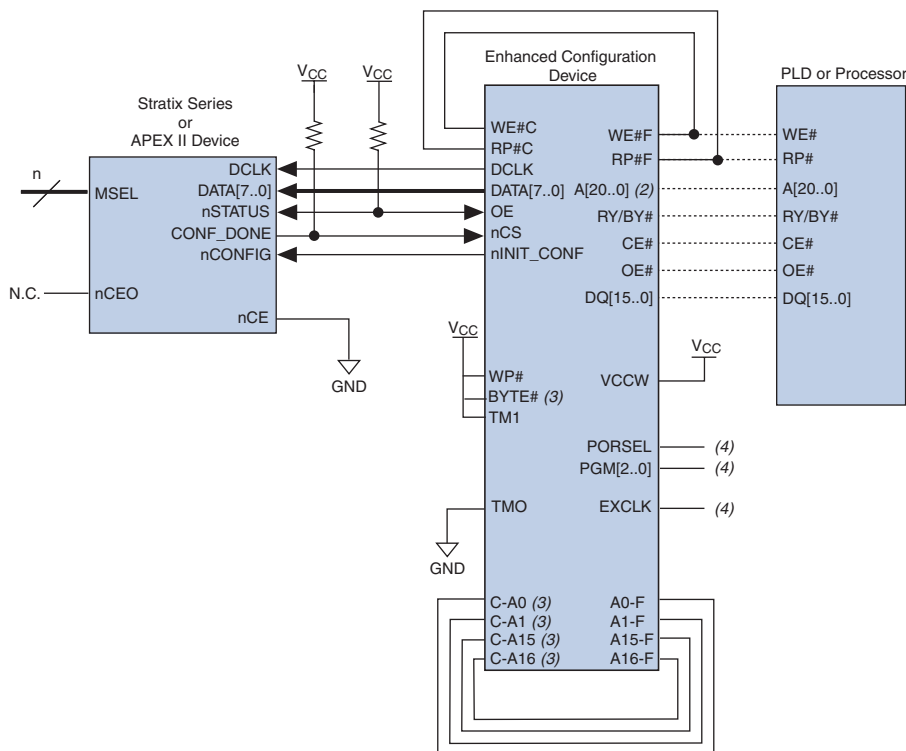 Enhanced Configuration
Device
PLD or Processor
VCC
VCC
Stratix Series
or
APEX II Device
n
MSEL
DCLK
DATA[7..0]
nSTATUS
CONF_DONE
nCONFIG
N.C.
nCEO
nCE
GND
WE#C
RP#C
DCLK
DATA[7..0]
OE
nCS
nINIT_CONF
WE#F
RP#F
A[20..0] (2)
RY/BY#
CE#
OE#
DQ[15..0]
WE#
RP#
A[20..0]
RY/BY#
CE#
OE#
DQ[15..0]
VCC
WP#
BYTE# (3)
TM1
VCC
VCCW
PORSEL
(4)
PGM[2..0]
(4)
TMO
EXCLK
(4)
GND
C-A0 (3)
A0-F
C-A1 (3)
A1-F
C-A15 (3)
A15-F
C-A16 (3)
A16-F